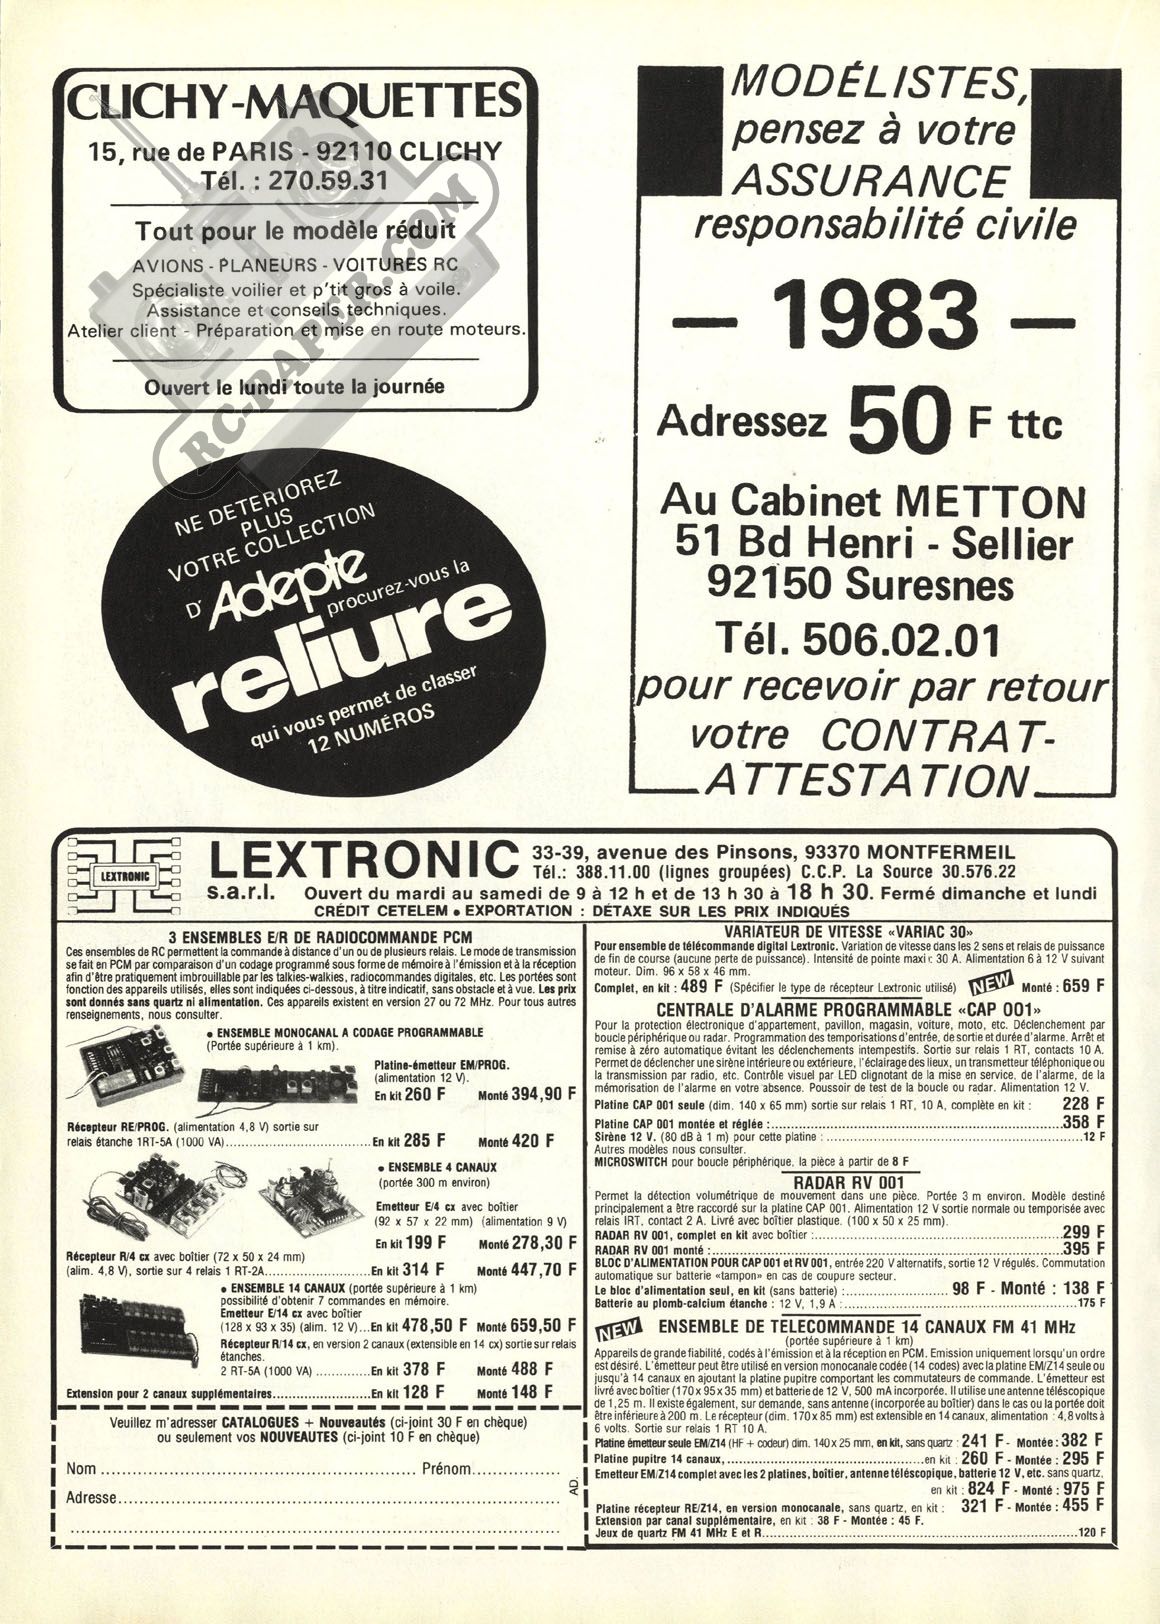 CLICHY-MAQUETTES
15, rue de PARIS - 92110 CLICHY
Tél. : 270.59.31
Tout pour le modèle réduit
AVIONS - PLANEURS - VOITURES RC
Spécialiste voilier et p'tit gros à voile.
Assistance et conseils techniques.
Atelier client - Préparation et mise en route moteurs.
Ouvert le lundi toute la journée
RC-PAPER.COM
NE DETERIOREZ
PLUS
VOTRE COLLECTION
D' Adepte
procurez-vous la
reliure
qui vous permet de classer
12 NUMÉROS
MODÉLISTES,
pensez à votre
ASSURANCE
responsabilité civile
— 1983 —
Adressez 50 F ttc
Au Cabinet METTON
51 Bd Henri - Sellier
92150 Suresnes
Tél. 506.02.01
pour recevoir par retour
votre CONTRAT-
ATTESTATION
LEXTRONIC
LEXTRONIC
s.a.r.l.
33-39, avenue des Pinsons, 93370 MONTFERMEIL
Tél.: 388.11.00 (lignes groupées) C.C.P. La Source 30.576.22
Ouvert du mardi au samedi de 9 à 12 h et de 13 h 30 à 18 h 30. Fermé dimanche et lundi
CRÉDIT CETELEM • EXPORTATION : DÉTAXE SUR LES PRIX INDIQUÉS
3 ENSEMBLES E/R DE RADIOCOMMANDE PCM
Ces ensembles de RC permettent la commande à distance d'un ou de plusieurs relais. Le mode de transmission
se fait en PCM par comparaison d'un codage programmé sous forme de mémoire à l'émission et à la réception
afin d'être pratiquement imbrouillable par les talkies-walkies, radiocommandes digitales, etc. Les portées sont
fonction des appareils utilisés, elles sont indiquées ci-dessous, à titre indicatif, sans obstacle et à vue. Les prix
sont donnés sans quartz ni alimentation. Ces appareils existent en version 27 ou 72 MHz. Pour tous autres
renseignements, nous consulter.
• ENSEMBLE MONOCANAL A CODAGE PROGRAMMABLE
(Portée supérieure à 1 km).
Platine-émetteur EM/PROG.
(alimentation 12 V).
En kit 260 F Monté 394,90 F
Récepteur RE/PROG. (alimentation 4,8 V) sortie sur
relais étanche 1RT-5A (1000 VA)........En kit 285 F Monté 420 F
• ENSEMBLE 4 CANAUX
(portée 300 m environ)
Emetteur E/4 cx avec boîtier
(92 x 57 x 22 mm) (alimentation 9 V)
En kit 199 F Monté 278,30 F
Récepteur R/4 cx avec boîtier (72 x 50 x 24 mm)
(alim. 4,8 V), sortie sur 4 relais 1 RT-2A........En kit 314 F Monté 447,70 F
• ENSEMBLE 14 CANAUX (portée supérieure à 1 km)
possibilité d'obtenir 7 commandes en mémoire.
Emetteur E/14 cx avec boîtier
(128 x 93 x 35) (alim. 12 V)...En kit 478,50 F Monté 659,50 F
Récepteur R/14 cx, en version 2 canaux (extensible en 14 cx) sortie sur relais
étanches.
2 RT-5A (1000 VA) ........En kit 378 F Monté 488 F
Extension pour 2 canaux supplémentaires........En kit 128 F Monté 148 F
Veuillez m'adresser CATALOGUES + Nouveautés (ci-joint 30 F en chèque)
ou seulement vos NOUVEAUTES (ci-joint 10 F en chèque)
Nom ........ Prénom........
Adresse........
AD.
VARIATEUR DE VITESSE «VARIAC 30»
Pour ensemble de télécommande digital Lextronic. Variation de vitesse dans les 2 sens et relais de puissance
de fin de course (aucune perte de puissance). Intensité de pointe maxi : 30 A. Alimentation 6 à 12 V suivant
moteur. Dim. 96 x 58 x 46 mm.
Complet, en kit : 489 F (Spécifier le type de récepteur Lextronic utilisé) NEW Monté : 659 F
CENTRALE D'ALARME PROGRAMMABLE «CAP 001»
Pour la protection électronique d'appartement, pavillon, magasin, voiture, moto, etc. Déclenchement par
boucle périphérique ou radar. Programmation des temporisations d'entrée, de sortie et durée d'alarme. Arrêt et
remise à zéro automatique évitant les déclenchements intempestifs. Sortie sur relais 1 RT, contacts 10 A.
Permet de déclencher une sirène intérieure ou extérieure, l'éclairage des lieux, un transmetteur téléphonique ou
la transmission par radio, etc. Contrôle visuel par LED clignotant de la mise en service, de l'alarme, de la
mémorisation de l'alarme en votre absence. Poussoir de test de la boucle ou radar. Alimentation 12 V.
Platine CAP 001 seule (dim. 140 x 65 mm) sortie sur relais 1 RT, 10 A, complète en kit : 228 F
Platine CAP 001 montée et réglée :........358 F
Sirène 12 V. (80 dB à 1 m) pour cette platine :........12 F
Autres modèles nous consulter.
MICROSWITCH pour boucle périphérique, la pièce à partir de 8 F
RADAR RV 001
Permet la détection volumétrique de mouvement dans une pièce. Portée 3 m environ. Modèle destiné
principalement a être raccordé sur la platine CAP 001. Alimentation 12 V sortie normale ou temporisée avec
relais IRT, contact 2 A. Livré avec boîtier plastique. (100 x 50 x 25 mm).
RADAR RV 001, complet en kit avec boîtier :........299 F
RADAR RV 001 monté :........395 F
BLOC D'ALIMENTATION POUR CAP 001 et RV 001, entrée 220 V alternatifs, sortie 12 V régulés. Commutation
automatique sur batterie «tampon» en cas de coupure secteur.
Le bloc d'alimentation seul, en kit (sans batterie) :........ 98 F - Monté : 138 F
Batterie au plomb-calcium étanche : 12 V, 1,9 A :........175 F
NEW ENSEMBLE DE TELECOMMANDE 14 CANAUX FM 41 MHz
(portée supérieure à 1 km)
Appareils de grande fiabilité, codés à l'émission et à la réception en PCM. Emission uniquement lorsqu'un ordre
est désiré. L'émetteur peut être utilisé en version monocanale codée (14 codes) avec la platine EM/Z14 seule ou
jusqu'à 14 canaux en ajoutant la platine pupitre comportant les commutateurs de commande. L'émetteur est
livré avec boîtier (170 x 95 x 35 mm) et batterie de 12 V, 500 mA incorporée. Il utilise une antenne téléscopique
de 1,25 m. Il existe également, sur demande, sans antenne (incorporée au boîtier) dans le cas ou la portée doit
être inférieure à 200 m. Le récepteur (dim. 170 x 85 mm) est extensible en 14 canaux, alimentation : 4,8 volts à
6 volts. Sortie sur relais 1 RT 10 A.
Platine émetteur seule EM/Z14 (HF + codeur) dim. 140 x 25 mm, en kit, sans quartz : 241 F - Montée : 382 F
Platine pupitre 14 canaux,........en kit : 260 F - Montée : 295 F
Emetteur EM/Z14 complet avec les 2 platines, boîtier, antenne téléscopique, batterie 12 V, etc. sans quartz,
en kit : 824 F - Monté : 975 F
Platine récepteur RE/Z14, en version monocanale, sans quartz, en kit : 321 F - Montée : 455 F
Extension par canal supplémentaire, en kit : 38 F - Montée : 45 F.
Jeux de quartz FM 41 MHz E et R........120 F